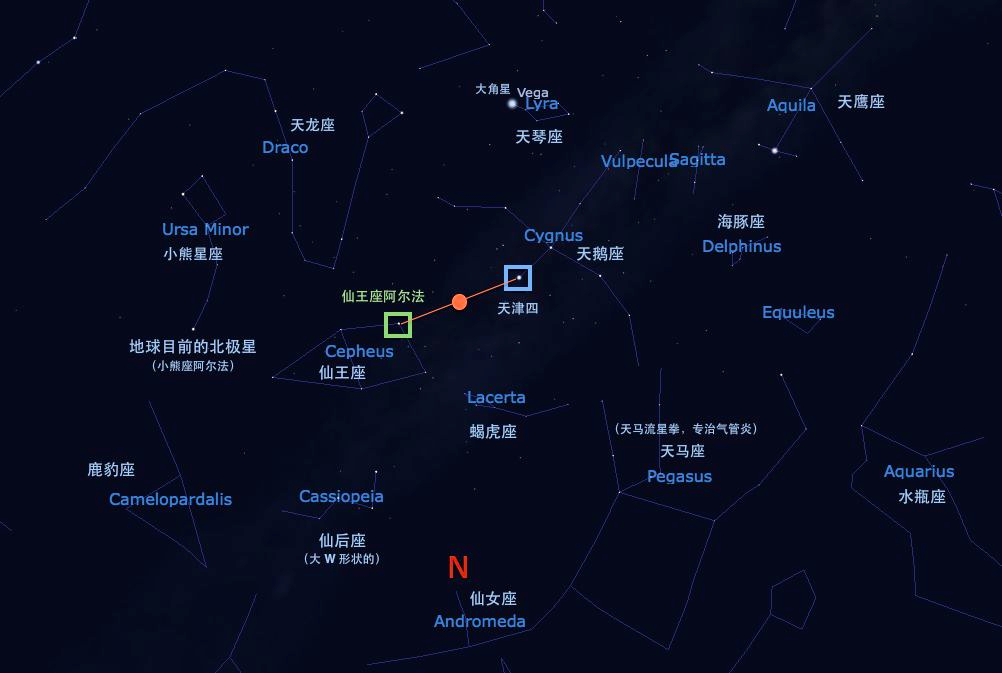 大角星 Vega
Lyra
天琴座
Aquila 天鹰座
天龙座
Draco
Vulpecula Sagitta
Ursa Minor
小熊星座
海豚座
Delphinus
Cygnus
天鹅座
仙王座阿尔法
天津四
Equuleus
地球目前的北极星
(小熊座阿尔法)
Cepheus
仙王座
Lacerta
蝎虎座
(天马流星拳，专治气管炎)
天马座
Pegasus
鹿豹座
Camelopardalis
Cassiopeia
Aquarius
水瓶座
仙后座
(大 W 形状的)
N
仙女座
Andromeda